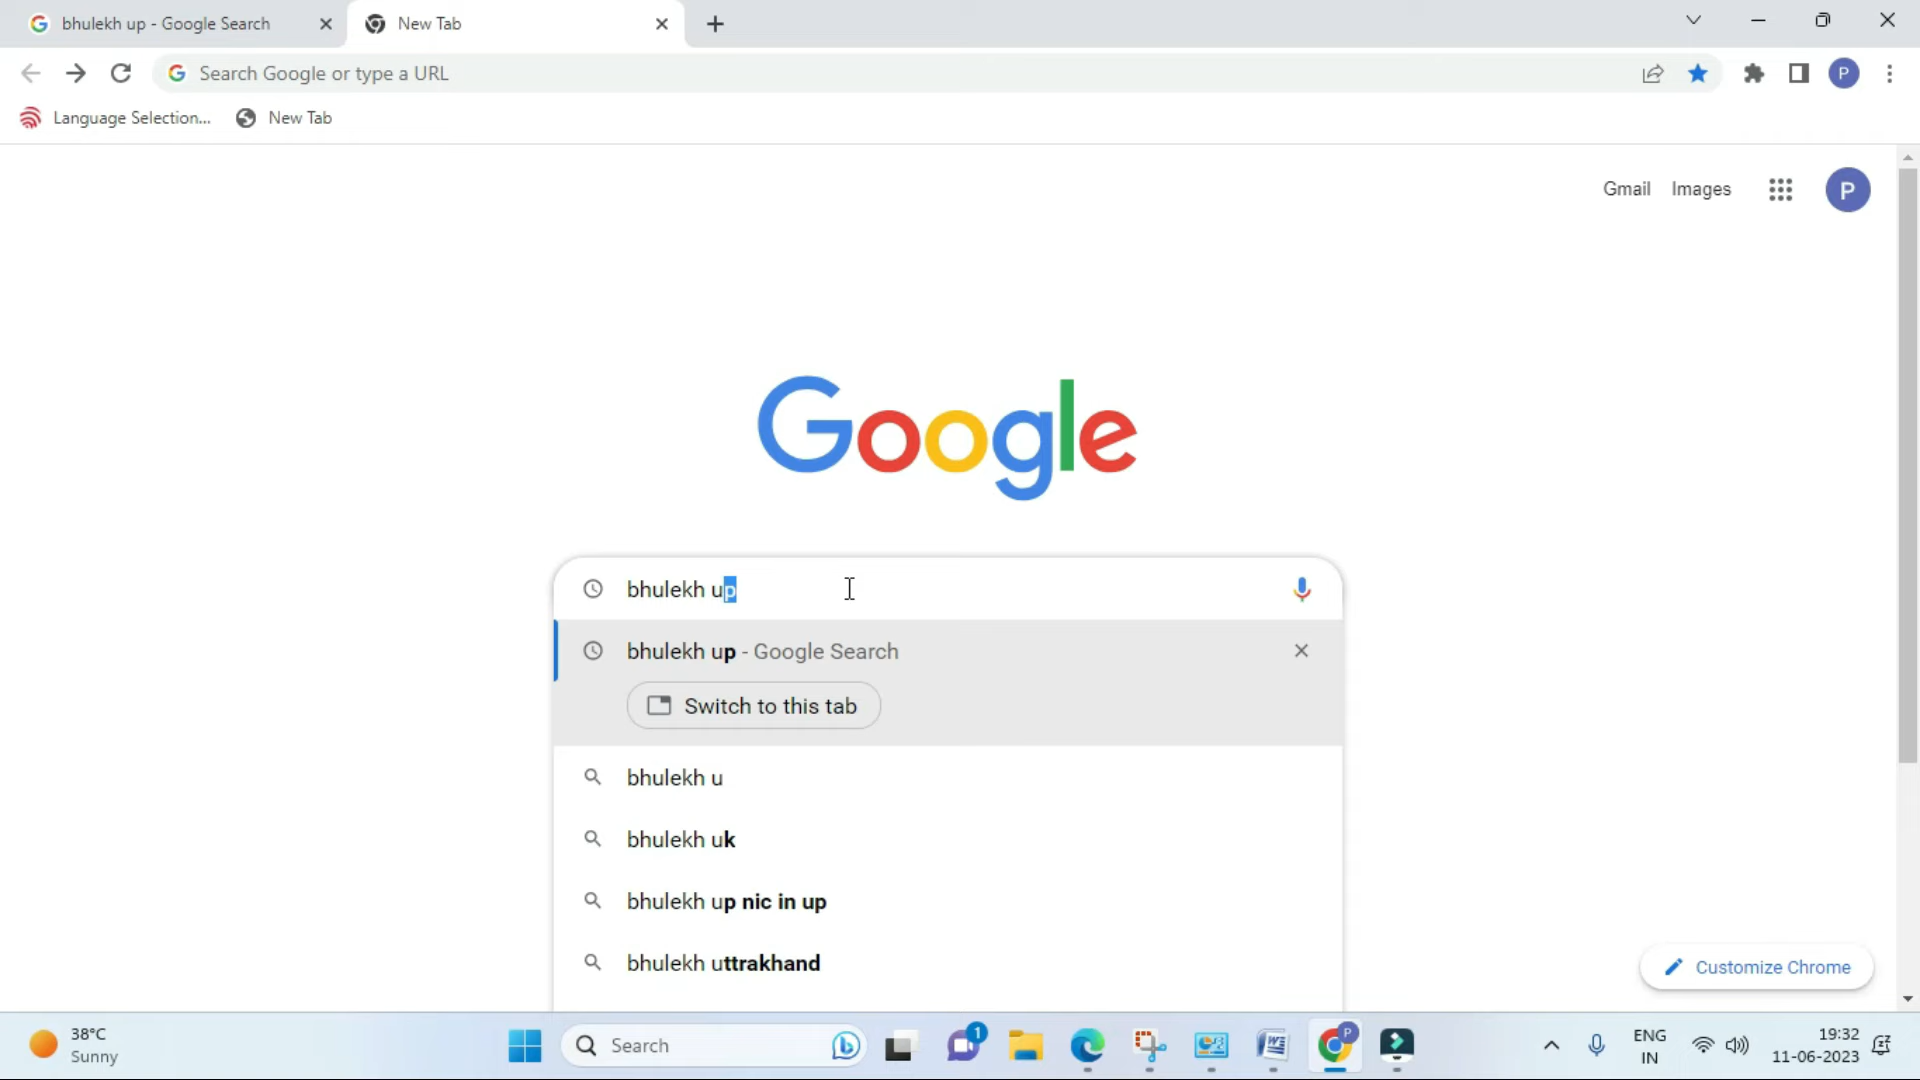 bhulekh up - Google Search
New Tab
Search Google or type a URL
P
Language Selection...
New Tab
Gmail
Images
P
Google
bhulekh up
bhulekh up - Google Search
Switch to this tab
bhulekh u
bhulekh uk
bhulekh up nic in up
bhulekh uttrakhand
Customize Chrome
38°C
Sunny
Search
1
P
ENG
IN
19:32
11-06-2023